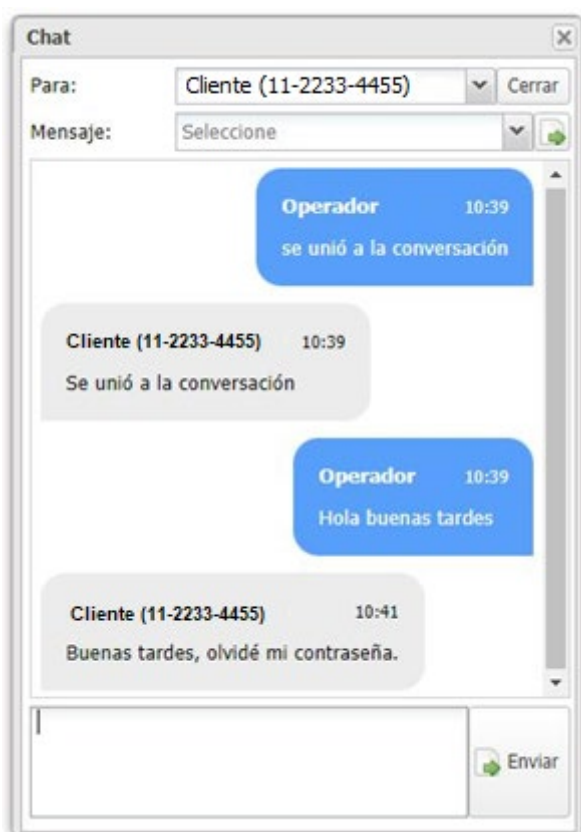 Chat
Para: Cliente (11-2233-4455) Cerrar
Mensaje: Seleccione
Operador 10:39
se unió a la conversación
Cliente (11-2233-4455) 10:39
Se unió a la conversación
Operador 10:39
Hola buenas tardes
Cliente (11-2233-4455) 10:41
Buenas tardes, olvidé mi contraseña.
Enviar